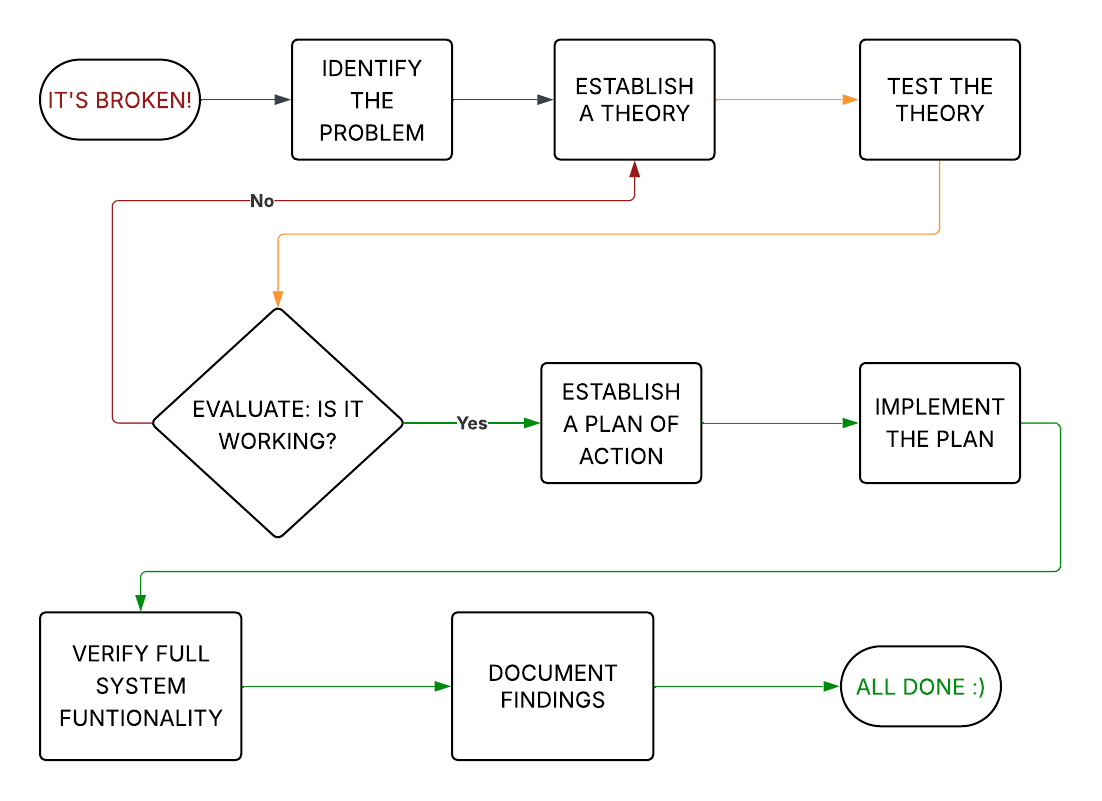 IT'S BROKEN!
IDENTIFY
THE
PROBLEM
ESTABLISH
A THEORY
TEST THE
THEORY
No
EVALUATE: IS IT
WORKING?
Yes
ESTABLISH
A PLAN OF
ACTION
IMPLEMENT
THE PLAN
VERIFY FULL
SYSTEM
FUNTIONALITY
DOCUMENT
FINDINGS
ALL DONE :)